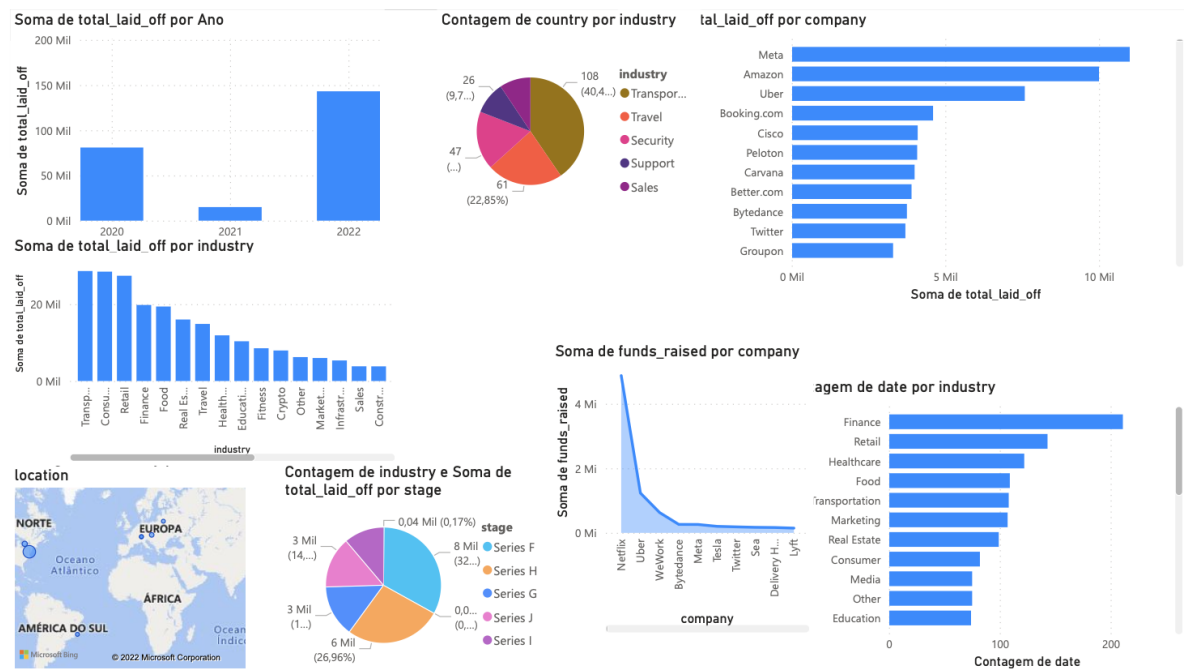 Soma de total_laid_off por Ano
Soma de total_laid_off
200 Mil
150 Mil
100 Mil
50 Mil
0 Mil
2020
2021
2022
Contagem de country por industry
26
(9,7...)
47
(...)
61
(22,85%)
108
(40,4...)
industry
Transpor...
Travel
Security
Support
Sales
tal_laid_off por company
Meta
Amazon
Uber
Booking.com
Cisco
Peloton
Carvana
Better.com
Bytedance
Twitter
Groupon
0 Mil
5 Mil
10 Mil
Soma de total_laid_off
Soma de total_laid_off por industry
Soma de total_laid_off
20 Mil
0 Mil
Transp...
Consu...
Retail
Finance
Food
Real Es...
Travel
Health...
Educati...
Fitness
Crypto
Other
Market...
Infrastr...
Sales
Constr...
industry
Soma de funds_raised por company
Soma de funds_raised
4 Mi
2 Mi
0 Mi
Netflix
Uber
WeWork
Bytedance
Meta
Tesla
Twitter
Sea
Delivery H...
Lyft
company
agem de date por industry
Finance
Retail
Healthcare
Food
Transportation
Marketing
Real Estate
Consumer
Media
Other
Education
0
100
200
Contagem de date
location
NORTE
EUROPA
Oceano
Atlântico
ÁFRICA
AMÉRICA DO SUL
Ocean
Índico
Microsoft Bing
© 2022 Microsoft Corporation
Contagem de industry e Soma de
total_laid_off por stage
0,04 Mil (0,17%)
3 Mil
(14,...)
3 Mil
(1...)
6 Mil
(26,96%)
8 Mil
(32...)
0,0...
(0,...)
stage
Series F
Series H
Series G
Series J
Series I